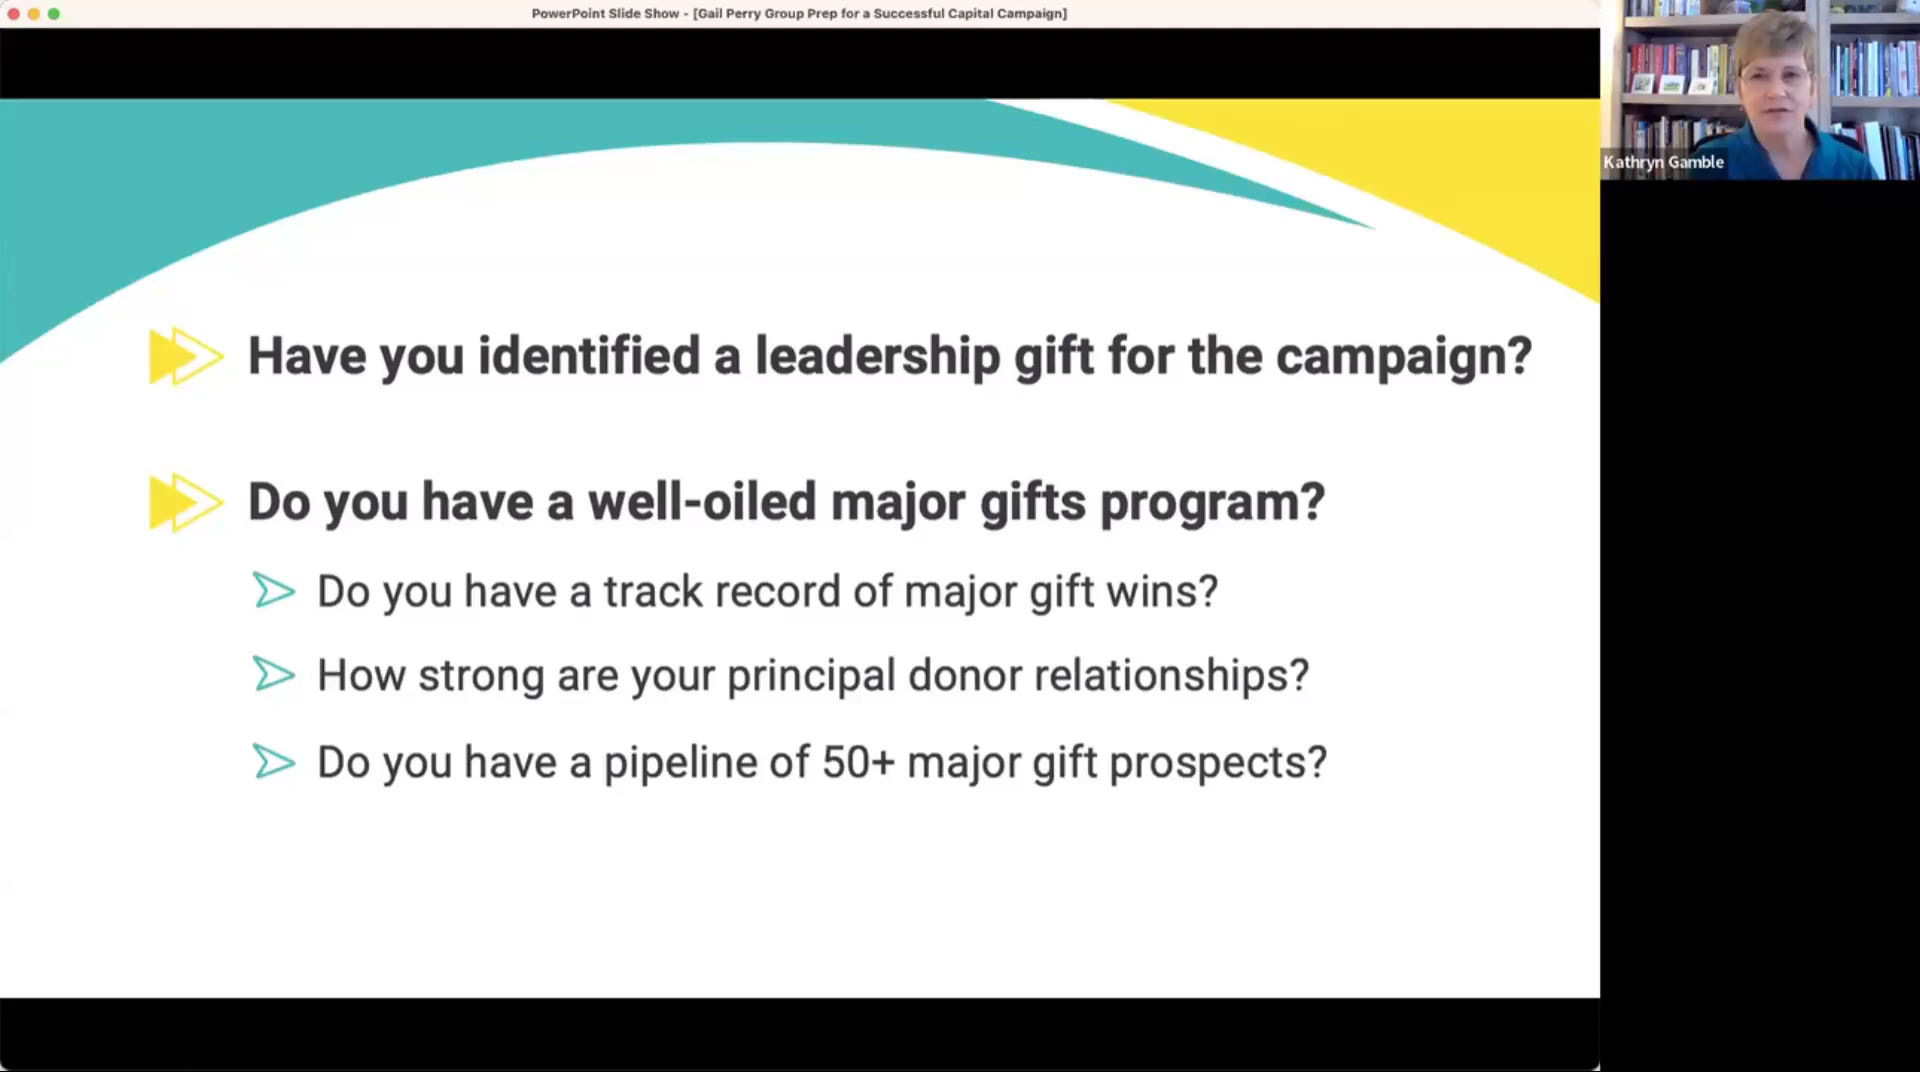 PowerPoint Slide Show - [Gail Perry Group Prep for a Successful Capital Campaign]
Kathryn Gamble
Have you identified a leadership gift for the campaign?
Do you have a well-oiled major gifts program?
Do you have a track record of major gift wins?
How strong are your principal donor relationships?
Do you have a pipeline of 50+ major gift prospects?